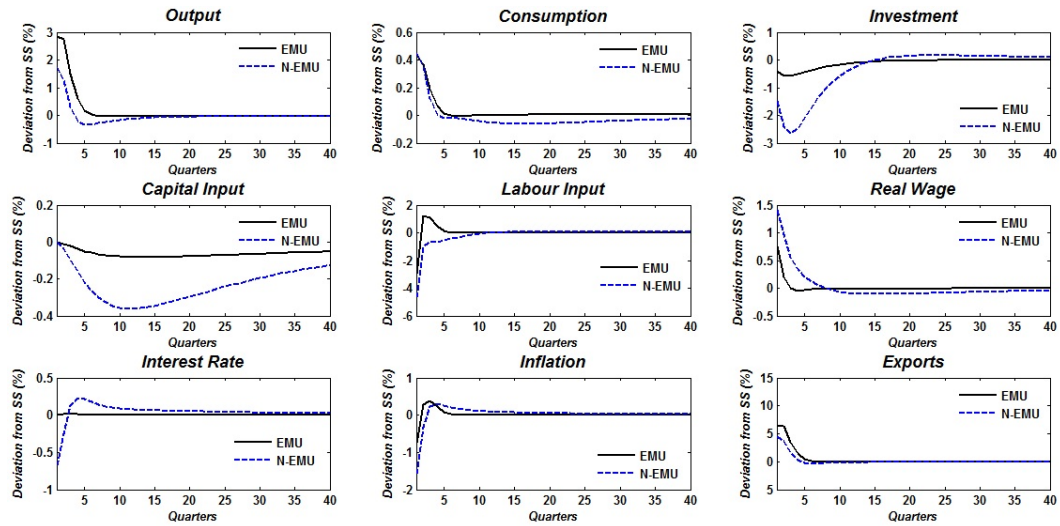 Output
Deviation from SS (%)
3
2
1
0
1
5 10 15 20 25 30 35 40
Quarters
EMU
N-EMU
Consumption
Deviation from SS (%)
0.6
0.4
0.2
0
0.2
5 10 15 20 25 30 35 40
Quarters
EMU
N-EMU
Investment
Deviation from SS (%)
1
0
-1
-2
-3
5 10 15 20 25 30 35 40
Quarters
EMU
N-EMU
Capital Input
Deviation from SS (%)
0.2
0
-0.2
-0.4
5 10 15 20 25 30 35 40
Quarters
EMU
N-EMU
Labour Input
Deviation from SS (%)
2
0
-2
-4
-6
5 10 15 20 25 30 35 40
Quarters
EMU
N-EMU
Real Wage
Deviation from SS (%)
1.5
1
0.5
0
-0.5
5 10 15 20 25 30 35 40
Quarters
EMU
N-EMU
Interest Rate
Deviation from SS (%)
0.5
0
-0.5
-1
5 10 15 20 25 30 35 40
Quarters
EMU
N-EMU
Inflation
Deviation from SS (%)
1
0
1
2
5 10 15 20 25 30 35 40
Quarters
EMU
N-EMU
Exports
Deviation from SS (%)
15
10
5
0
5
5 10 15 20 25 30 35 40
Quarters
EMU
N-EMU